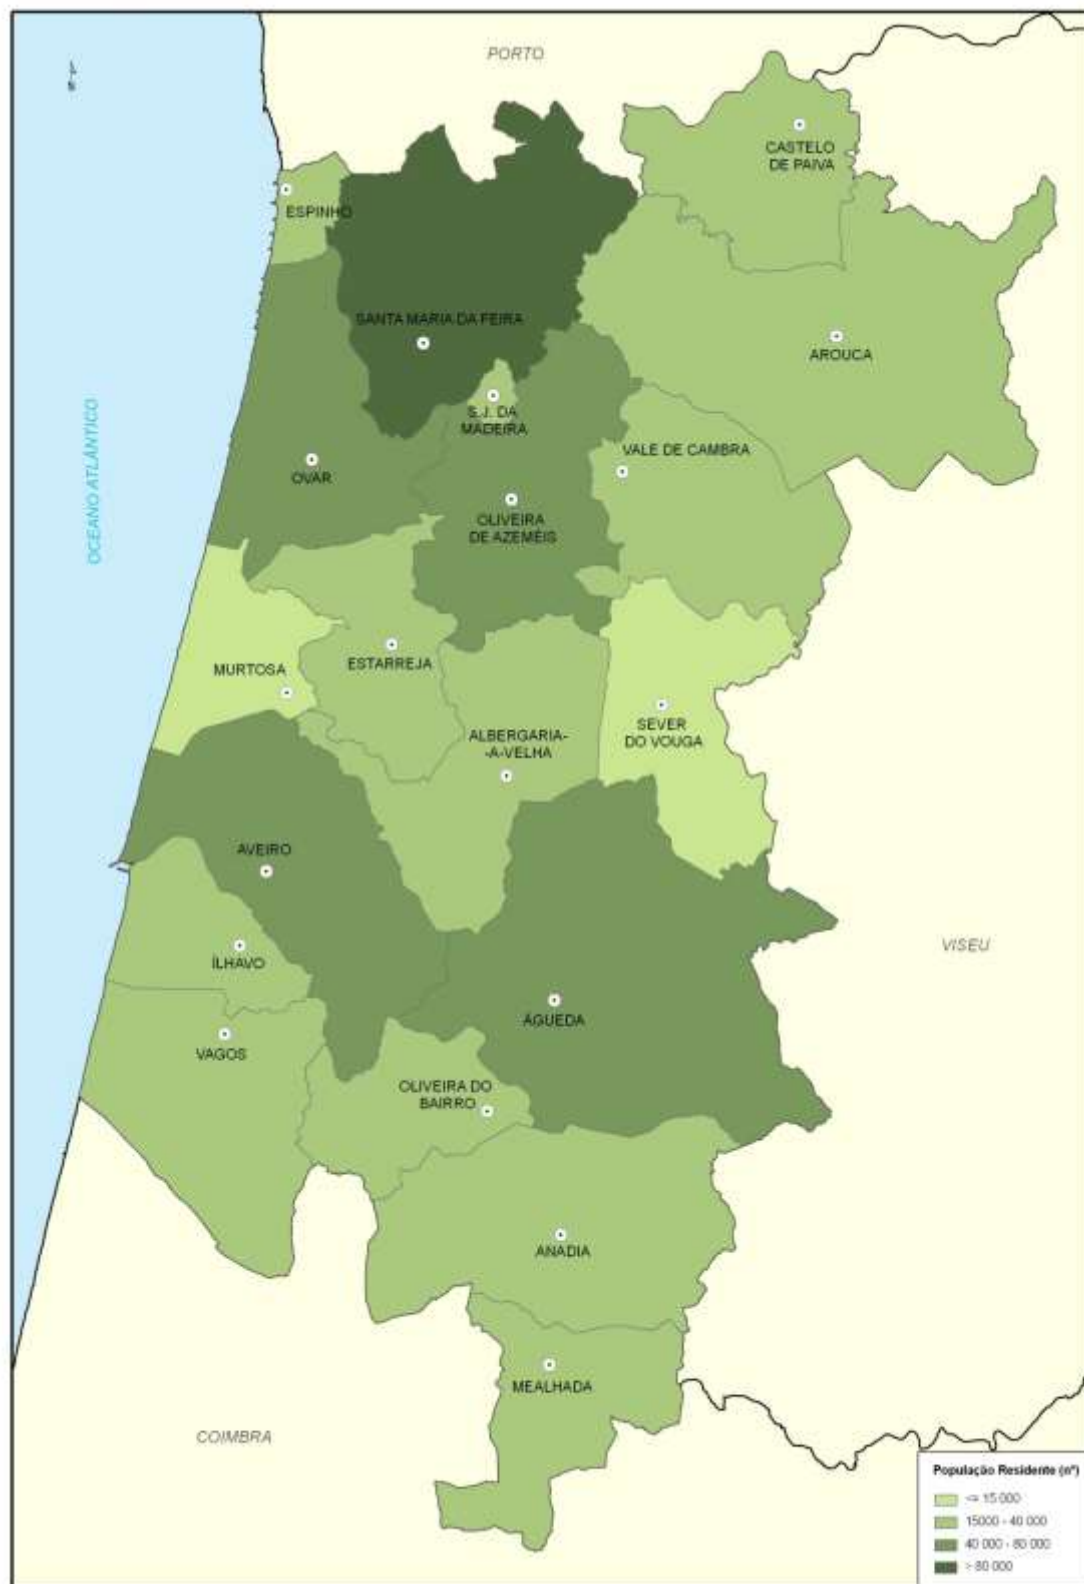 PORTO
CASTELO
DE PAIVA
ESPINHO
SANTA MARIA DA FEIRA
AROUCA
S.J. DA
MADEIRA
VALE DE CAMBRA
OVAR
OLIVEIRA
DE AZEMÉIS
OCEANO ATLÂNTICO
MURTOSA
ESTARREJA
SEVER
DO VOUGA
ALBERGARIA-
-A-VELHA
AVEIRO
VISEU
ÍLHAVO
ÁGUEDA
VAGOS
OLIVEIRA DO
BAIRRO
ANADIA
MEALHADA
COIMBRA
População Residente (nº)
<= 15 000
15000 - 40 000
40 000 - 80 000
> 80 000